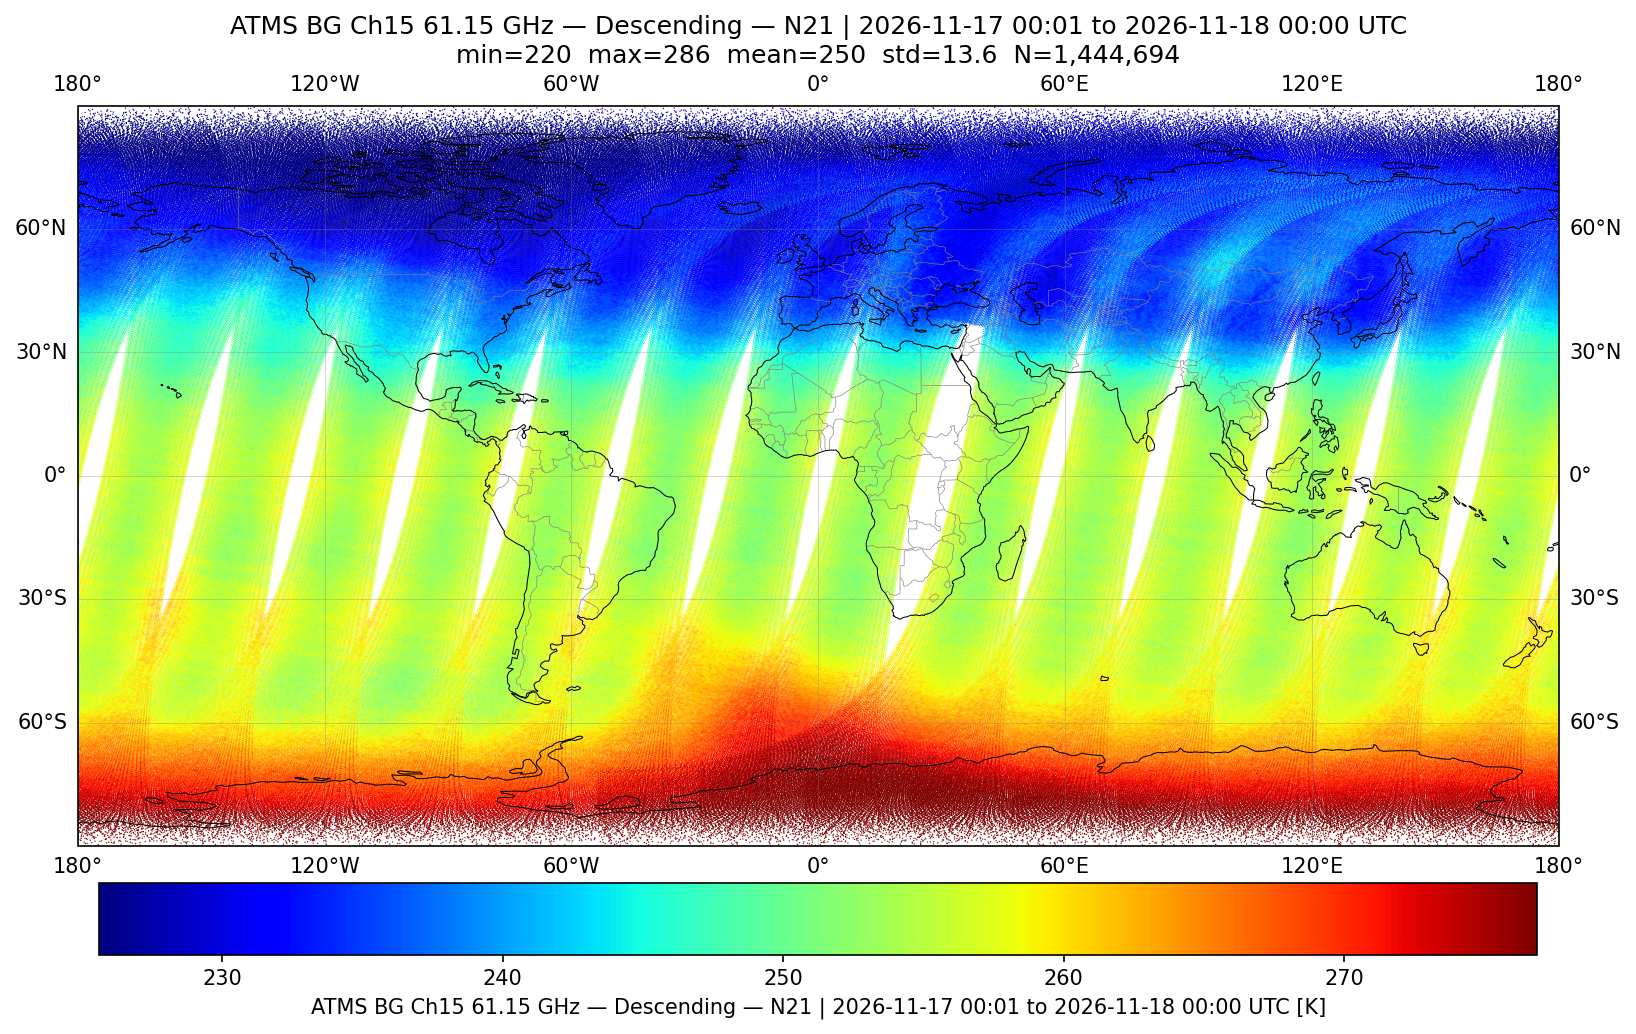 ATMS BG Ch15 61.15 GHz — Descending — N21 | 2026-11-17 00:01 to 2026-11-18 00:00 UTC
min=220 max=286 mean=250 std=13.6 N=1,444,694
180° 120°W 60°W 0° 60°E 120°E 180°
60°N 60°N
30°N 30°N
0° 0°
30°S 30°S
60°S 60°S
180° 120°W 60°W 0° 60°E 120°E 180°
230 240 250 260 270
ATMS BG Ch15 61.15 GHz — Descending — N21 | 2026-11-17 00:01 to 2026-11-18 00:00 UTC [K]